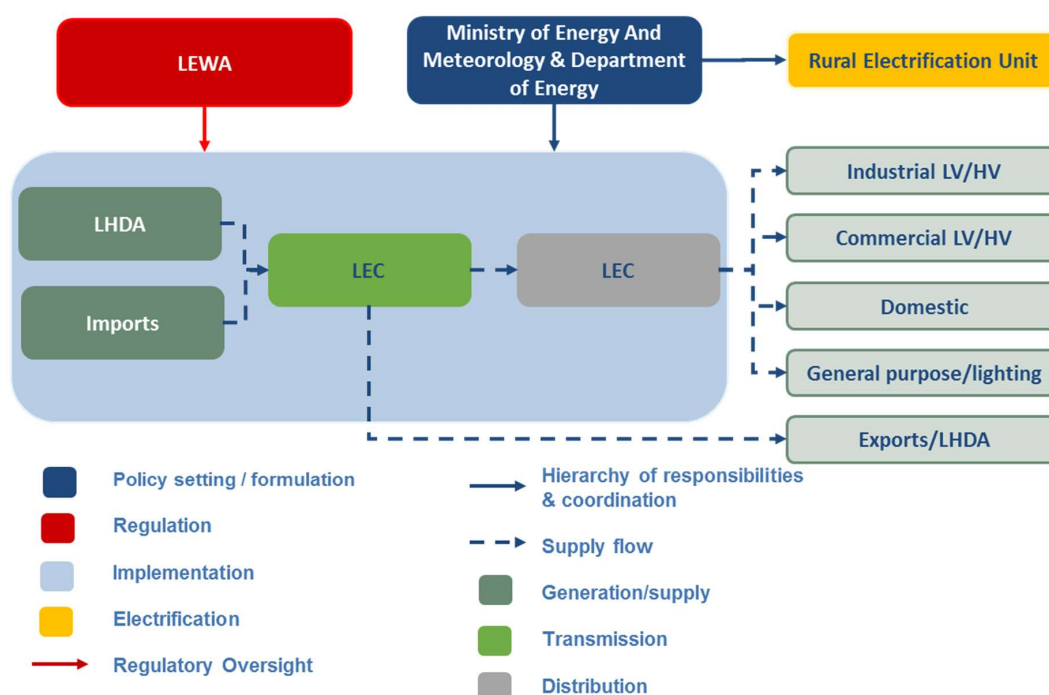 LEWA
Ministry of Energy And
Meteorology & Department
of Energy
Rural Electrification Unit
LHDA
Imports
LEC
LEC
Industrial LV/HV
Commercial LV/HV
Domestic
General purpose/lighting
Exports/LHDA
Policy setting / formulation
Regulation
Implementation
Electrification
Regulatory Oversight
Hierarchy of responsibilities
& coordination
Supply flow
Generation/supply
Transmission
Distribution